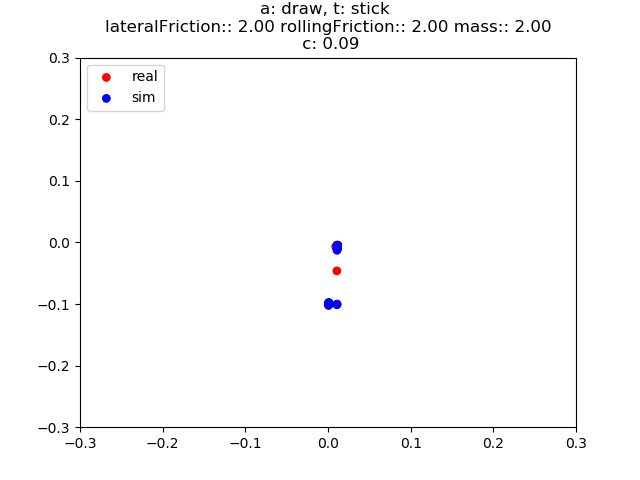 a: draw, t: stick
lateralFriction:: 2.00 rollingFriction:: 2.00 mass:: 2.00
c: 0.09
real
sim
0.3
0.2
0.1
0.0
−0.1
−0.2
−0.3
−0.3
−0.2
−0.1
0.0
0.1
0.2
0.3